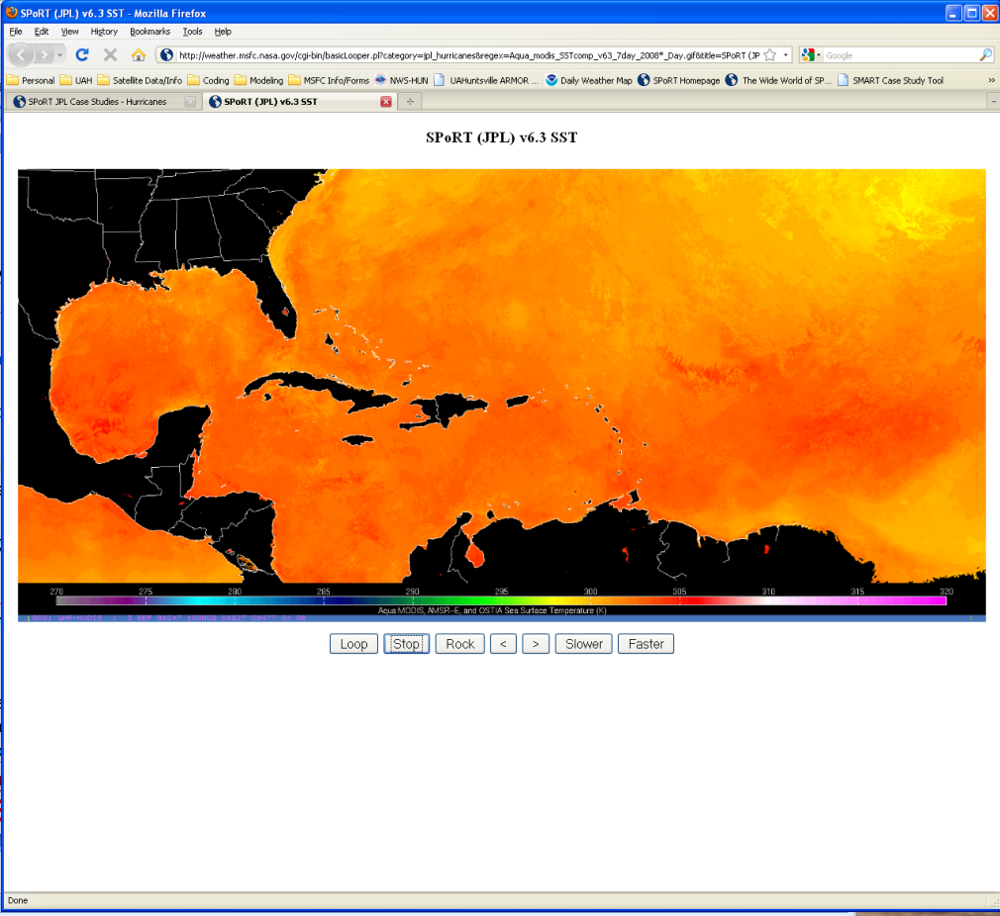 SPoRT (JPL) v6.3 SST - Mozilla Firefox
File Edit View History Bookmarks Tools Help
http://weather.msfc.nasa.gov/cgi-bin/basicLooper.pl?category=jpl_hurricanes&regex=Aqua_modis_SSTcomp_v63_7day_2008*_Day.gif&title=SPoRT (JP Google
Personal UAH Satellite Data/Info Coding Modeling MSFC Info/Forms NWS-HUN UAHuntsville ARMOR ... Daily Weather Map SPoRT Homepage The Wide World of SP... SMART Case Study Tool »
SPoRT JPL Case Studies - Hurricanes SPoRT (JPL) v6.3 SST
SPoRT (JPL) v6.3 SST
270 275 280 285 290 295 300 305 310 315 320
Aqua MODIS, AMSR-E, and OSTIA Sea Surface Temperature (K)
Loop Stop Rock < > Slower Faster
Done